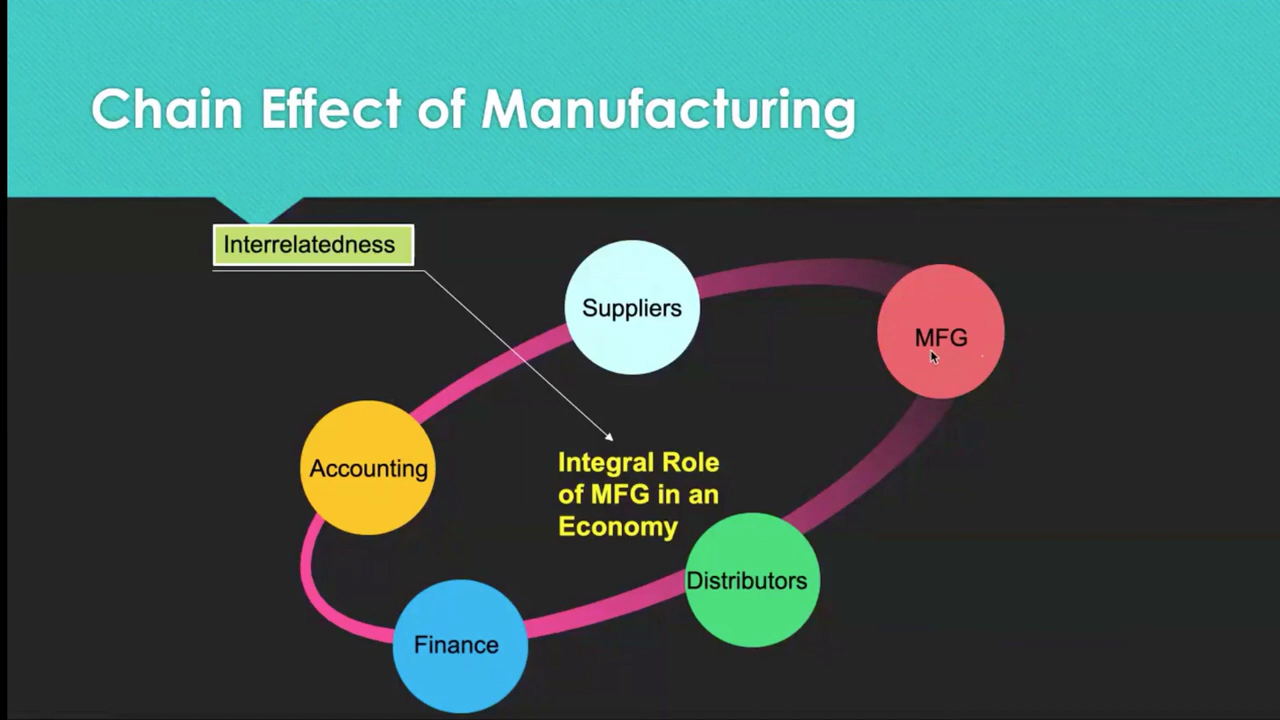 Chain Effect of Manufacturing
Interrelatedness
Suppliers
MFG
Accounting
Integral Role
of MFG in an
Economy
Distributors
Finance